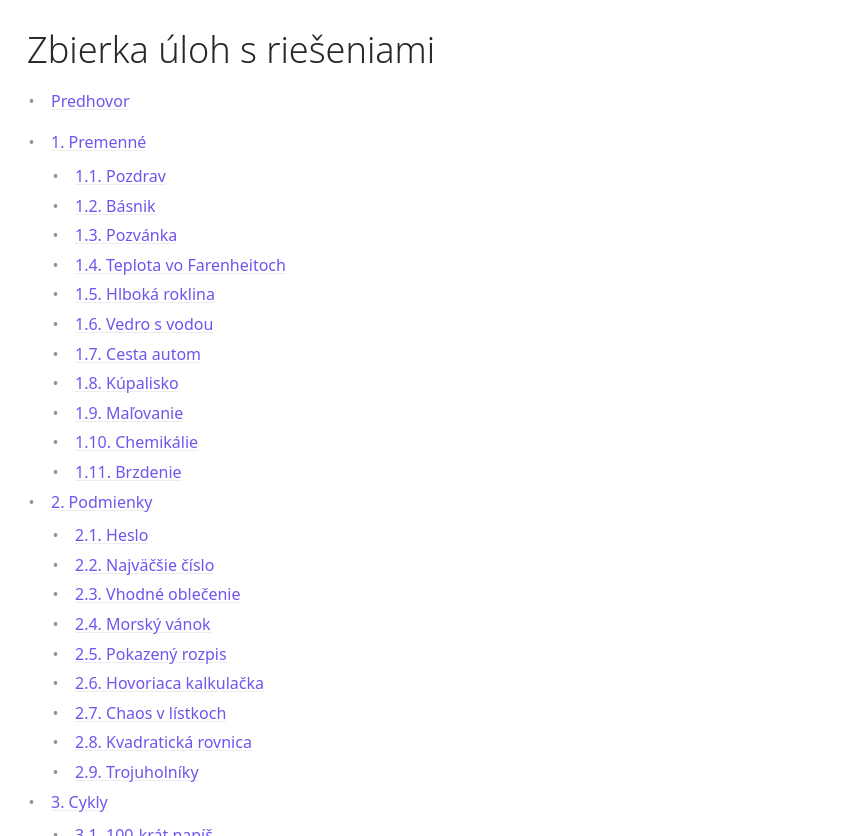 Zbierka úloh s riešeniami
Predhovor
1. Premenné
1.1. Pozdrav
1.2. Básnik
1.3. Pozvánka
1.4. Teplota vo Farenheitoch
1.5. Hlboká roklina
1.6. Vedro s vodou
1.7. Cesta autom
1.8. Kúpalisko
1.9. Maľovanie
1.10. Chemikálie
1.11. Brzdenie
2. Podmienky
2.1. Heslo
2.2. Najväčšie číslo
2.3. Vhodné oblečenie
2.4. Morský vánok
2.5. Pokazený rozpis
2.6. Hovoriaca kalkulačka
2.7. Chaos v lístkoch
2.8. Kvadratická rovnica
2.9. Trojuholníky
3. Cykly
3.1. 100-krát napíš